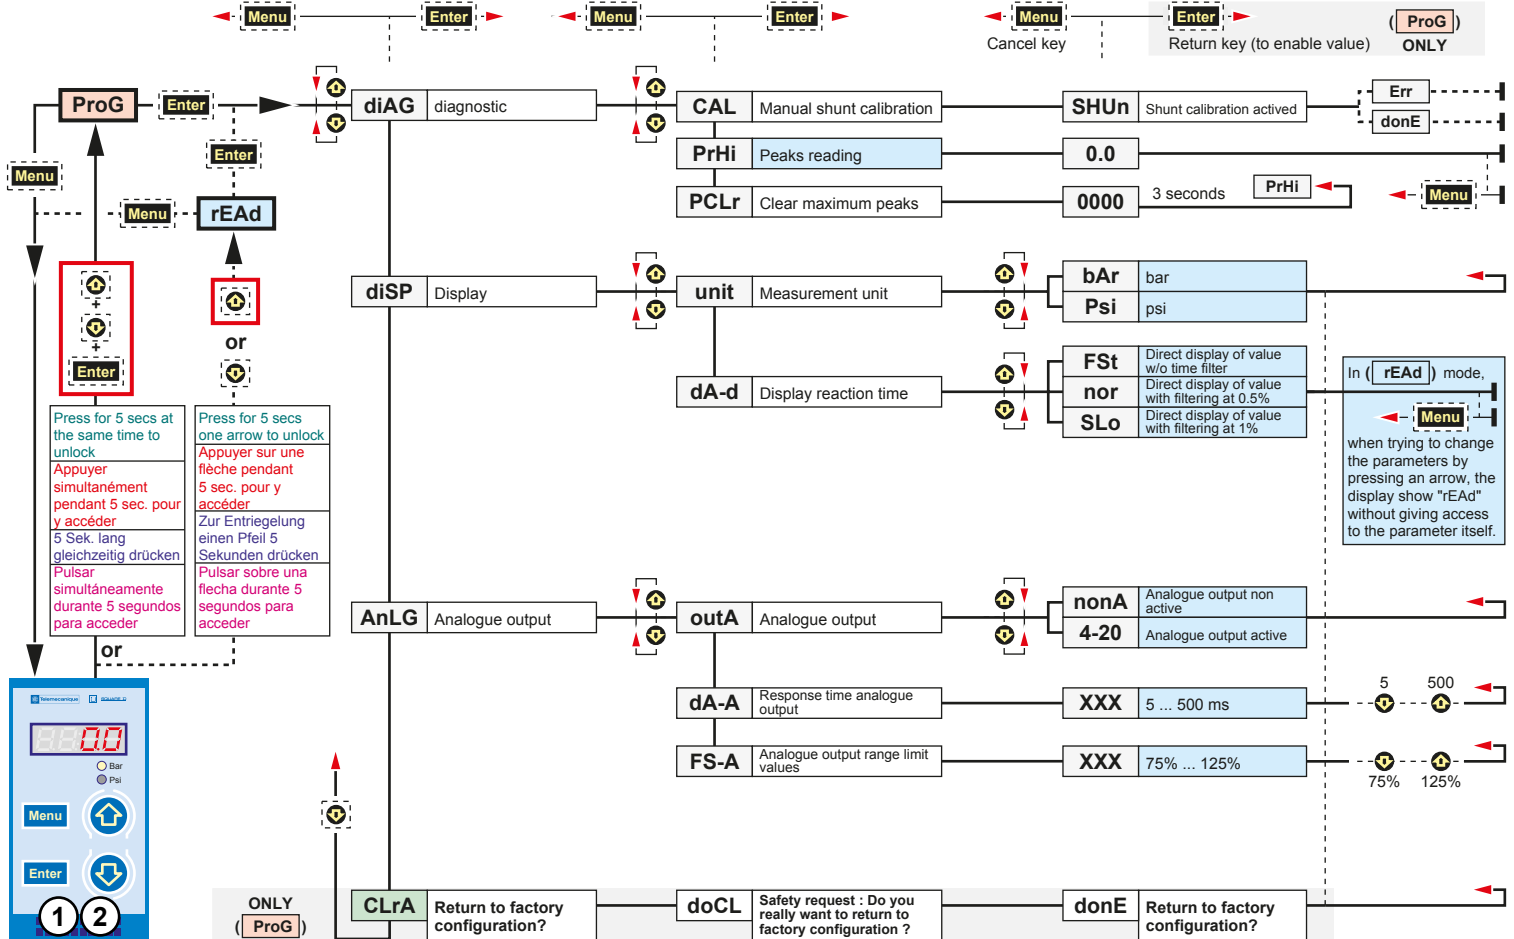 Menu
Enter
Menu
Enter
Menu
Enter
( ProG )
Cancel key
Return key (to enable value)
ONLY
ProG
Enter
Menu
Enter
Menu
rEAd
+
+
Enter
or
Press for 5 secs at
the same time to
unlock
Appuyer
simultanément
pendant 5 sec. pour
y accéder
5 Sek. lang
gleichzeitig drücken
Pulsar
simultáneamente
durante 5 segundos
para acceder
Press for 5 secs
one arrow to unlock
Appuyer sur une
flèche pendant
5 sec. pour y
accéder
Zur Entriegelung
einen Pfeil 5
Sekunden drücken
Pulsar sobre una
flecha durante 5
segundos para
acceder
or
Telemecanique
SQUARE D
0.0
Bar
Psi
Menu
Enter
1 2
diAG diagnostic
CAL Manual shunt calibration
SHUn Shunt calibration actived
Err
donE
PrHi Peaks reading
0.0
PCLr Clear maximum peaks
0000
3 seconds
PrHi
Menu
diSP Display
unit Measurement unit
bAr bar
Psi psi
dA-d Display reaction time
FSt Direct display of value
w/o time filter
nor Direct display of value
with filtering at 0.5%
SLo Direct display of value
with filtering at 1%
In ( rEAd ) mode,
Menu
when trying to change
the parameters by
pressing an arrow, the
display show "rEAd"
without giving access
to the parameter itself.
AnLG Analogue output
outA Analogue output
nonA Analogue output non
active
4-20 Analogue output active
dA-A Response time analogue
output
XXX 5 ... 500 ms
5 500
FS-A Analogue output range limit
values
XXX 75% ... 125%
75% 125%
ONLY
( ProG )
CLrA Return to factory
configuration?
doCL Safety request : Do you
really want to return to
factory configuration ?
donE Return to factory
configuration?